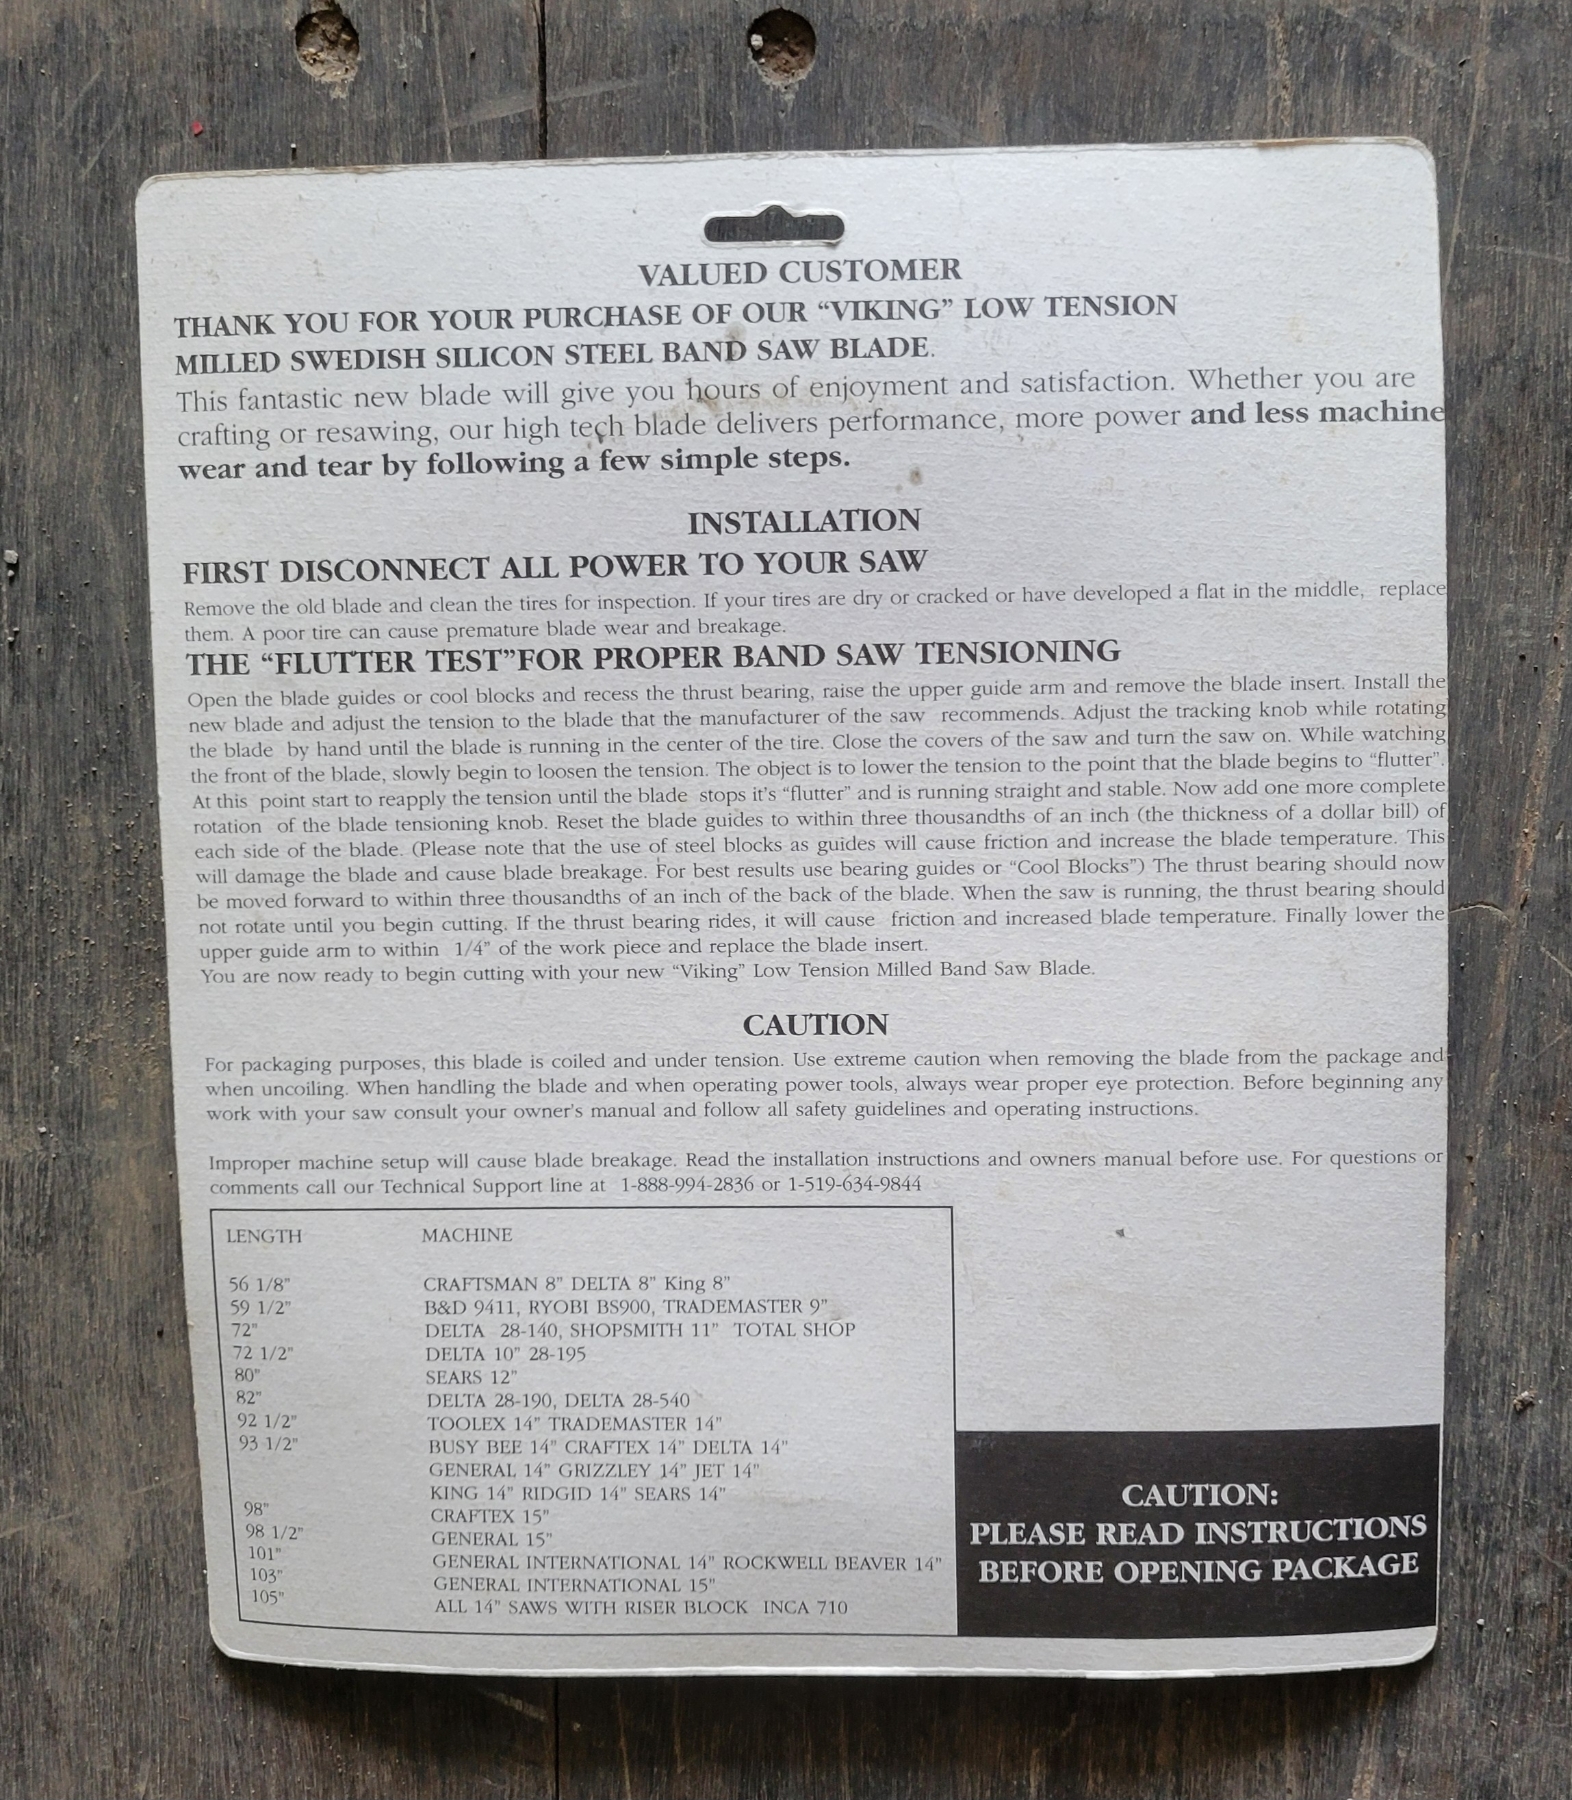 VALUED CUSTOMER
THANK YOU FOR YOUR PURCHASE OF OUR “VIKING” LOW TENSION
MILLED SWEDISH SILICON STEEL BAND SAW BLADE.
This fantastic new blade will give you hours of enjoyment and satisfaction. Whether you are
crafting or resawing, our high tech blade delivers performance, more power and less machine
wear and tear by following a few simple steps.
INSTALLATION
FIRST DISCONNECT ALL POWER TO YOUR SAW
Remove the old blade and clean the tires for inspection. If your tires are dry or cracked or have developed a flat in the middle, replace
them. A poor tire can cause premature blade wear and breakage.
THE “FLUTTER TEST”FOR PROPER BAND SAW TENSIONING
Open the blade guides or cool blocks and recess the thrust bearing, raise the upper guide arm and remove the blade insert. Install the
new blade and adjust the tension to the blade that the manufacturer of the saw recommends. Adjust the tracking knob while rotating
the blade by hand until the blade is running in the center of the tire. Close the covers of the saw and turn the saw on. While watching
the front of the blade, slowly begin to loosen the tension. The object is to lower the tension to the point that the blade begins to “flutter”.
At this point start to reapply the tension until the blade stops it's “flutter” and is running straight and stable. Now add one more complete
rotation of the blade tensioning knob. Reset the blade guides to within three thousandths of an inch (the thickness of a dollar bill) of
each side of the blade. (Please note that the use of steel blocks as guides will cause friction and increase the blade temperature. This
will damage the blade and cause blade breakage. For best results use bearing guides or “Cool Blocks”) The thrust bearing should now
be moved forward to within three thousandths of an inch of the back of the blade. When the saw is running, the thrust bearing should
not rotate until you begin cutting. If the thrust bearing rides, it will cause friction and increased blade temperature. Finally lower the
upper guide arm to within 1/4” of the work piece and replace the blade insert.
You are now ready to begin cutting with your new “Viking” Low Tension Milled Band Saw Blade.
CAUTION
For packaging purposes, this blade is coiled and under tension. Use extreme caution when removing the blade from the package and
when uncoiling. When handling the blade and when operating power tools, always wear proper eye protection. Before beginning any
work with your saw consult your owner's manual and follow all safety guidelines and operating instructions.
Improper machine setup will cause blade breakage. Read the installation instructions and owners manual before use. For questions or
comments call our Technical Support line at 1-888-994-2836 or 1-519-634-9844
LENGTH MACHINE
56 1/8" CRAFTSMAN 8" DELTA 8" King 8"
59 1/2" B&D 9411, RYOBI BS900, TRADEMASTER 9"
72" DELTA 28-140, SHOPSMITH 11" TOTAL SHOP
72 1/2" DELTA 10" 28-195
80" SEARS 12"
82" DELTA 28-190, DELTA 28-540
92 1/2" TOOLEX 14" TRADEMASTER 14"
93 1/2" BUSY BEE 14" CRAFTEX 14" DELTA 14"
GENERAL 14" GRIZZLEY 14" JET 14"
KING 14" RIDGID 14" SEARS 14"
98" CRAFTEX 15"
98 1/2" GENERAL 15"
101" GENERAL INTERNATIONAL 14" ROCKWELL BEAVER 14"
103" GENERAL INTERNATIONAL 15"
105" ALL 14" SAWS WITH RISER BLOCK INCA 710
CAUTION:
PLEASE READ INSTRUCTIONS
BEFORE OPENING PACKAGE